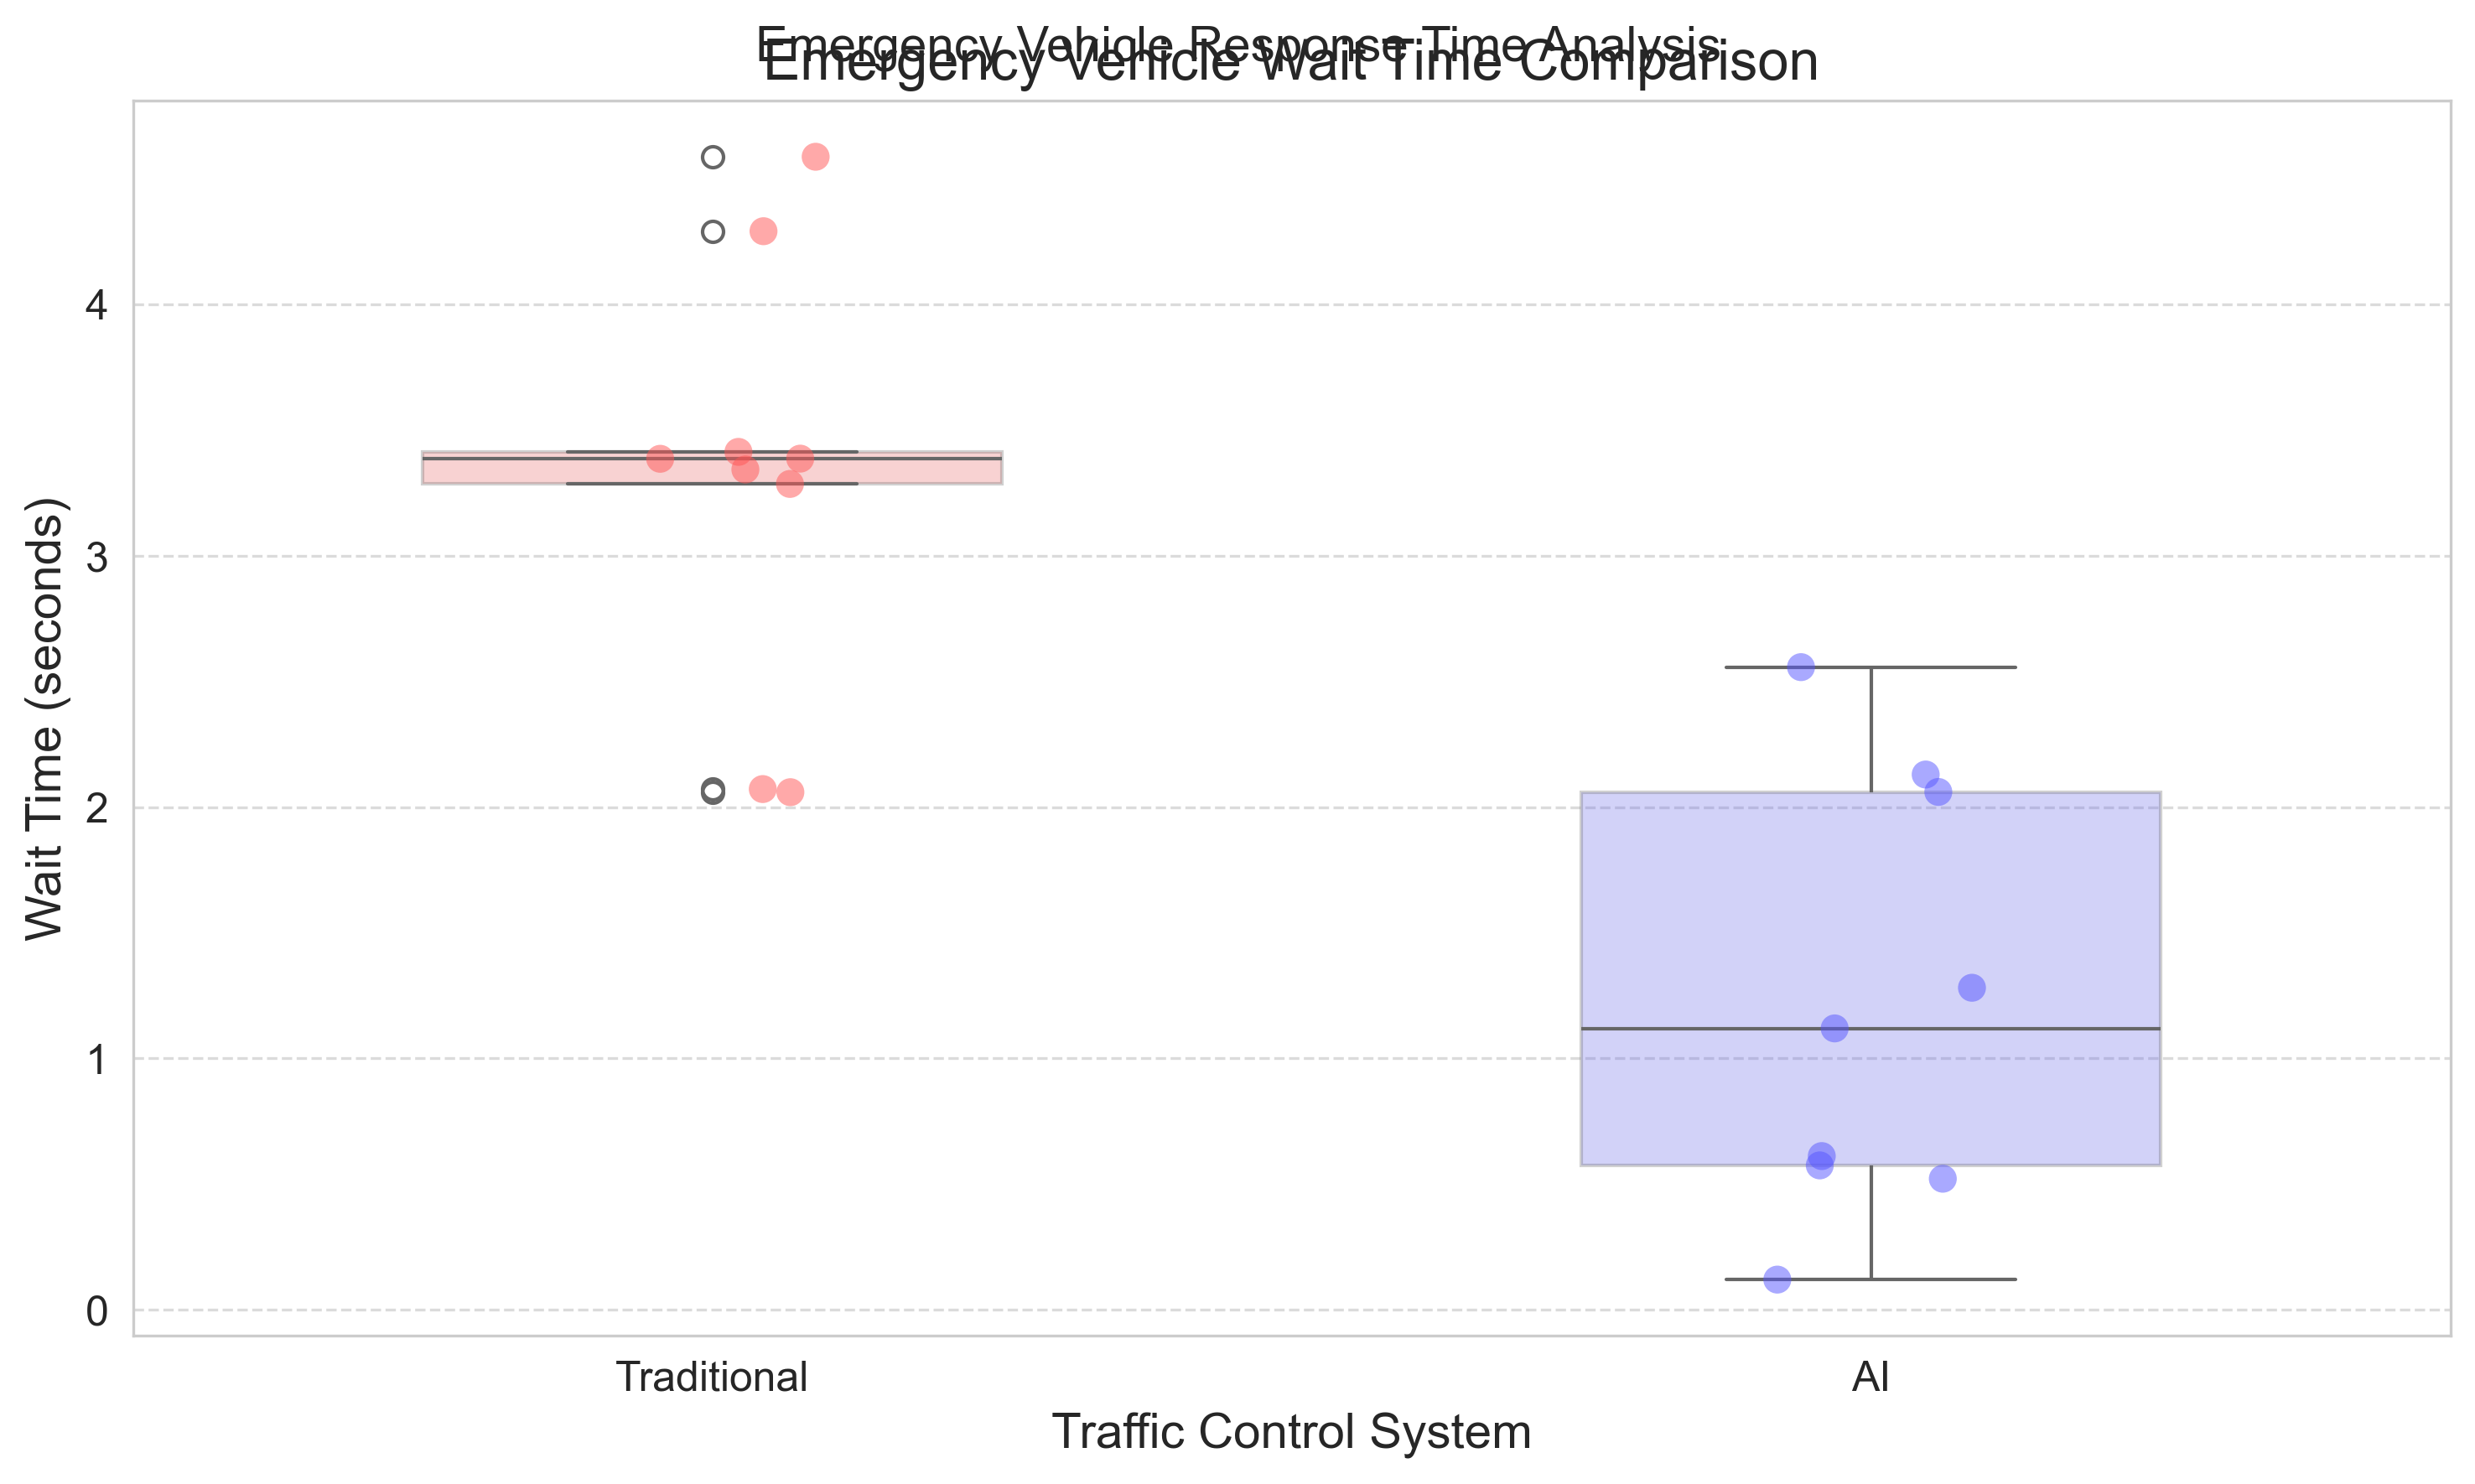 Emergency Vehicle Response Time Analysis
Emergency Vehicle Wait Time Comparison
Wait Time (seconds)
4
3
2
1
0
Traditional
AI
Traffic Control System